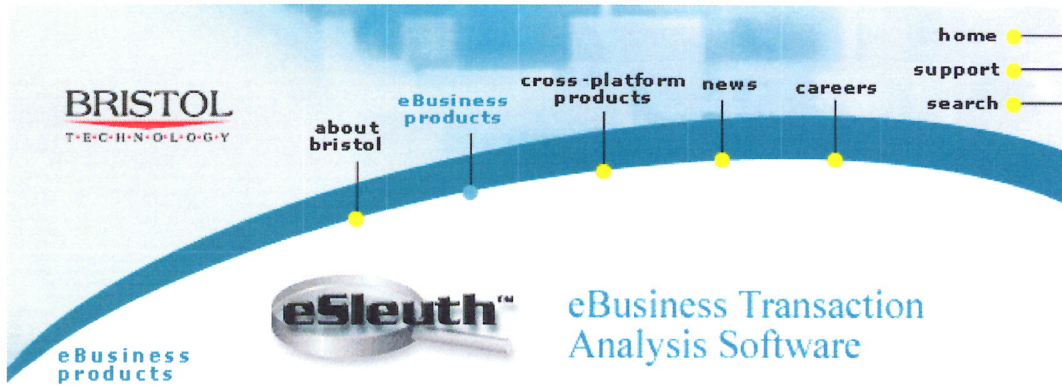 home
support
search
BRISTOL
T•E•C•H•N•O•L•O•G•Y
about
bristol
eBusiness
products
cross-platform
products
news
careers
eSleuth™
eBusiness Transaction
Analysis Software
eBusiness
products